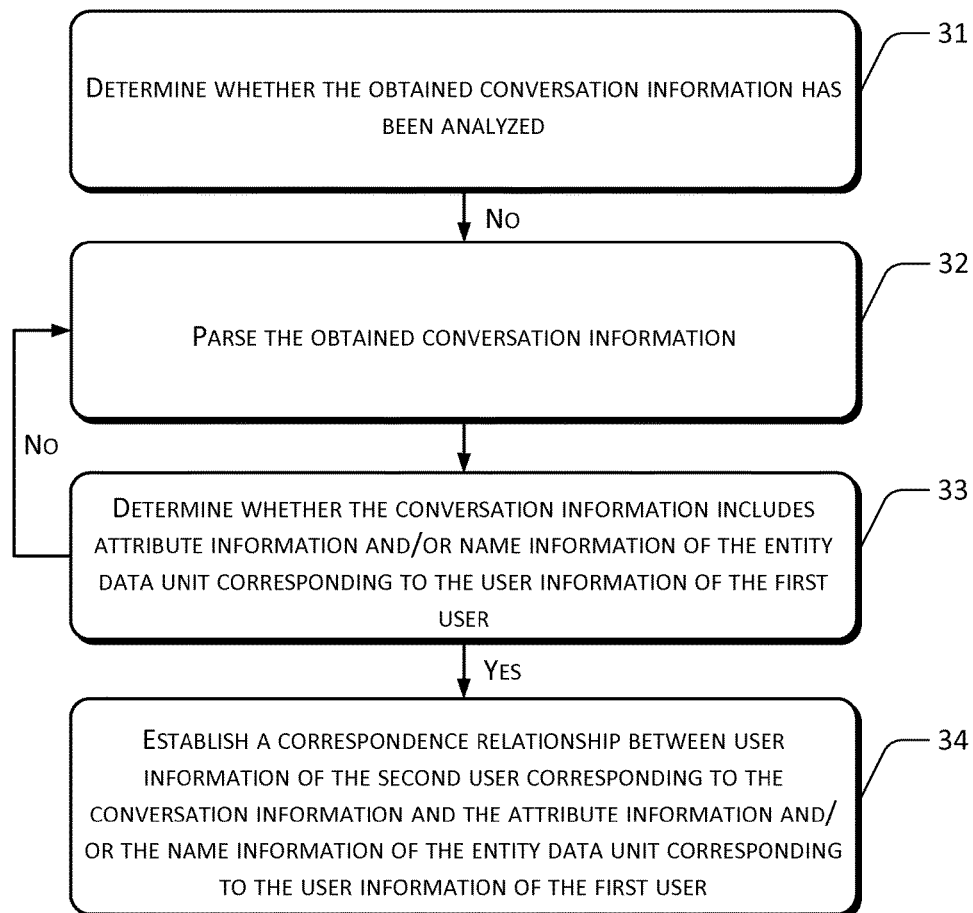 DETERMINE WHETHER THE OBTAINED CONVERSATION INFORMATION HAS
BEEN ANALYZED
31
NO
PARSE THE OBTAINED CONVERSATION INFORMATION
32
NO
DETERMINE WHETHER THE CONVERSATION INFORMATION INCLUDES
ATTRIBUTE INFORMATION AND/OR NAME INFORMATION OF THE ENTITY
DATA UNIT CORRESPONDING TO THE USER INFORMATION OF THE FIRST
USER
33
YES
ESTABLISH A CORRESPONDENCE RELATIONSHIP BETWEEN USER
INFORMATION OF THE SECOND USER CORRESPONDING TO THE
CONVERSATION INFORMATION AND THE ATTRIBUTE INFORMATION AND/
OR THE NAME INFORMATION OF THE ENTITY DATA UNIT CORRESPONDING
TO THE USER INFORMATION OF THE FIRST USER
34